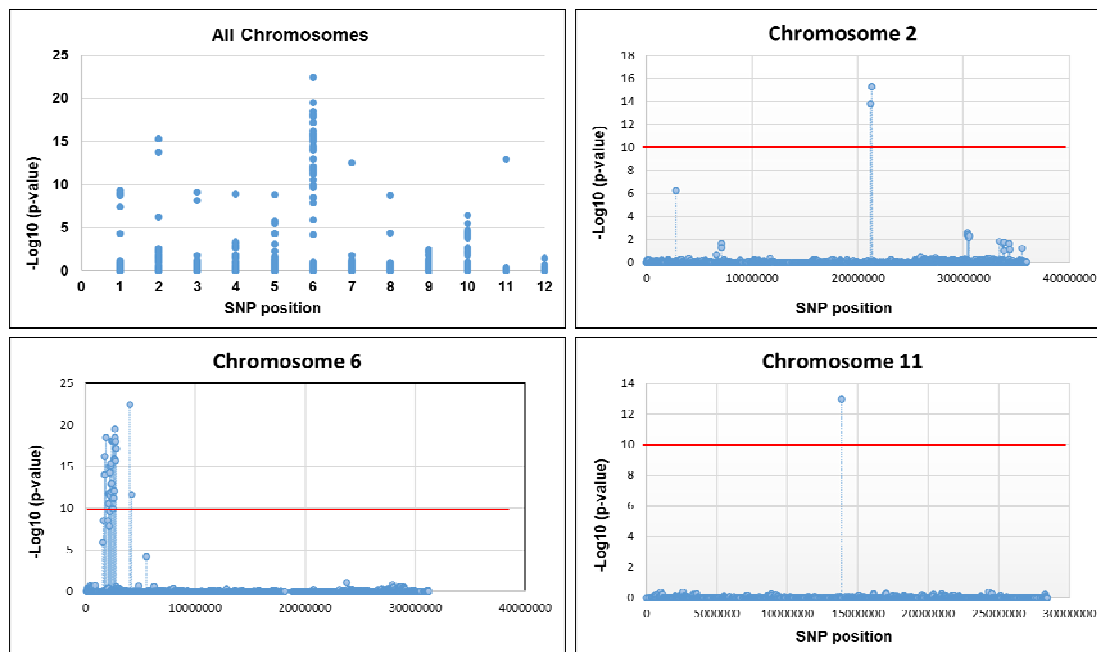 All Chromosomes
25
20
15
10
5
0
-Log10 (p-value)
0 1 2 3 4 5 6 7 8 9 10 11 12
SNP position
Chromosome 2
18
16
14
12
10
8
6
4
2
0
-Log10 (p-value)
0 10000000 20000000 30000000 40000000
SNP position
Chromosome 6
25
20
15
10
5
0
-Log10 (p-value)
0 10000000 20000000 30000000 40000000
Chromosome 11
14
12
10
8
6
4
2
0
-Log10 (p-value)
0 5000000 10000000 15000000 20000000 25000000 30000000
SNP position